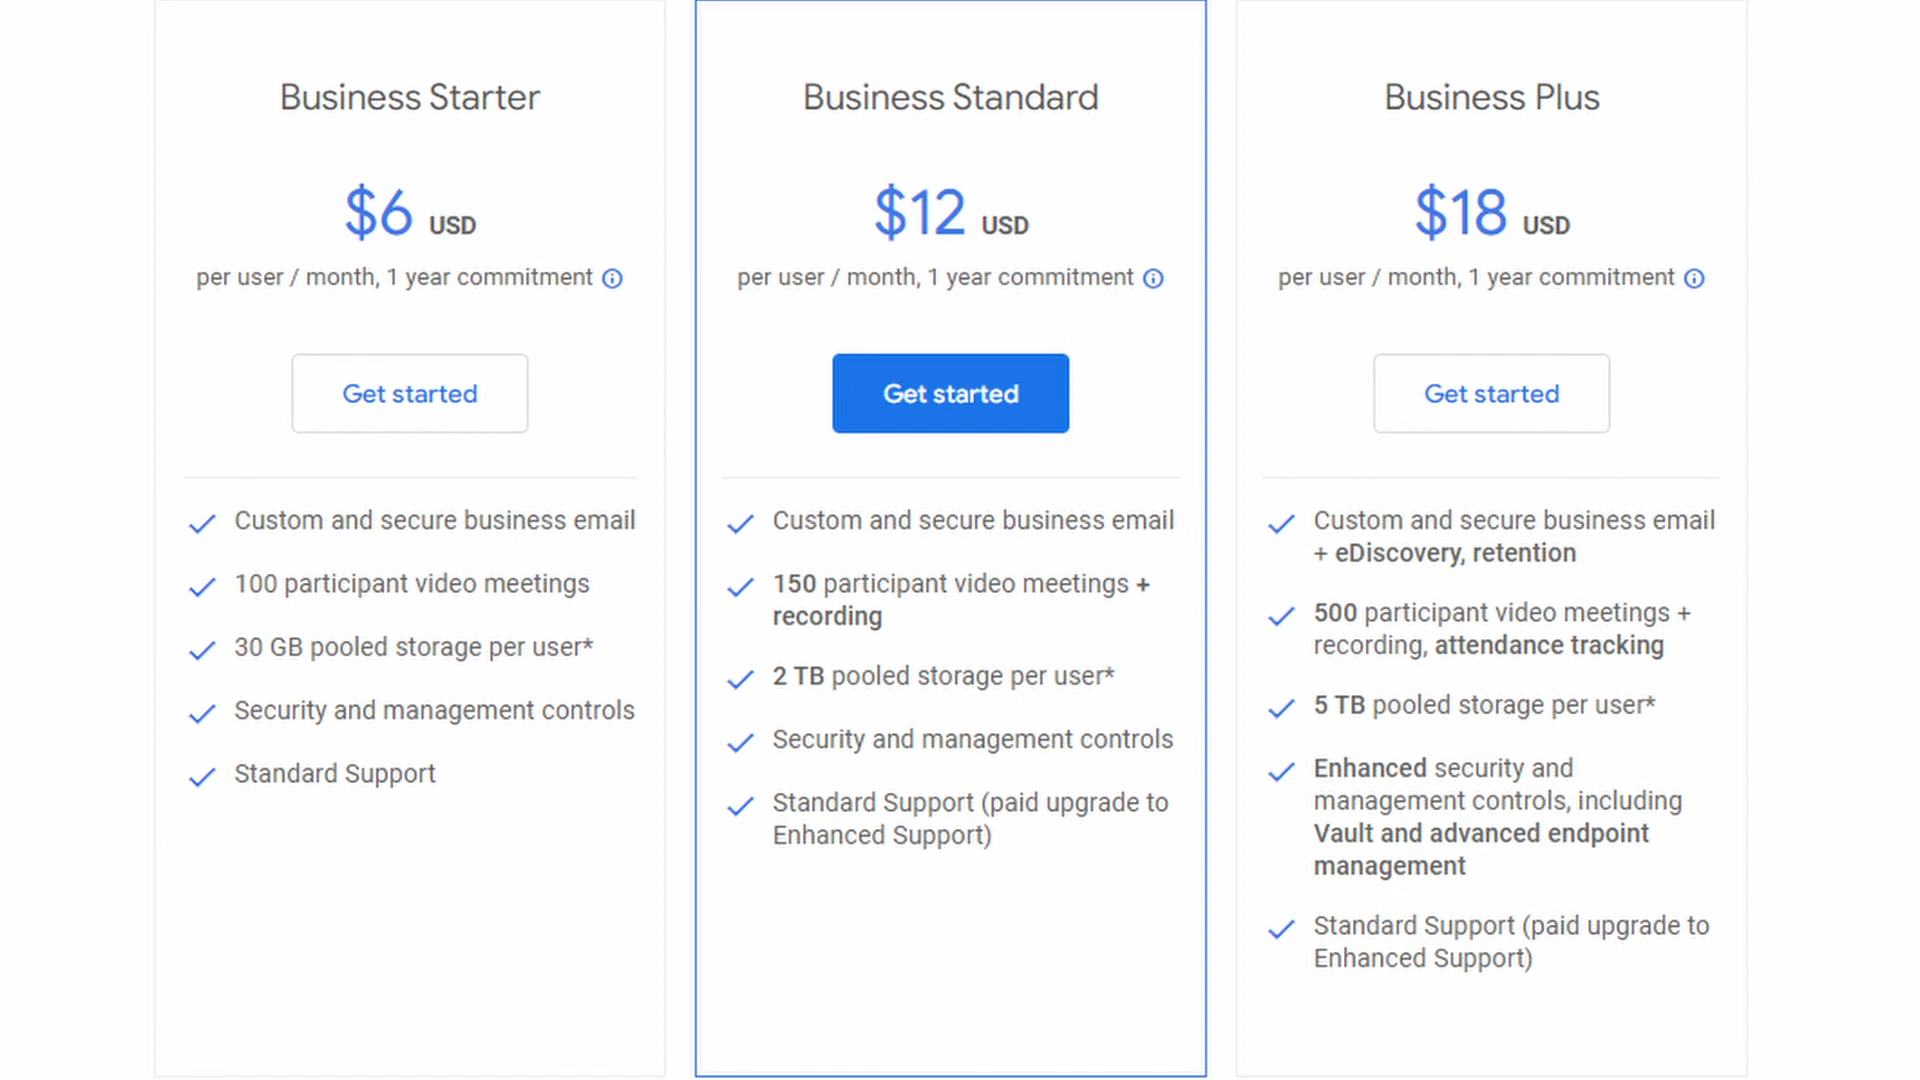 Business Starter
$6 USD
per user / month, 1 year commitment
Get started
Custom and secure business email
100 participant video meetings
30 GB pooled storage per user*
Security and management controls
Standard Support
Business Standard
$12 USD
per user / month, 1 year commitment
Get started
Custom and secure business email
150 participant video meetings +
recording
2 TB pooled storage per user*
Security and management controls
Standard Support (paid upgrade to
Enhanced Support)
Business Plus
$18 USD
per user / month, 1 year commitment
Get started
Custom and secure business email
+ eDiscovery, retention
500 participant video meetings +
recording, attendance tracking
5 TB pooled storage per user*
Enhanced security and
management controls, including
Vault and advanced endpoint
management
Standard Support (paid upgrade to
Enhanced Support)